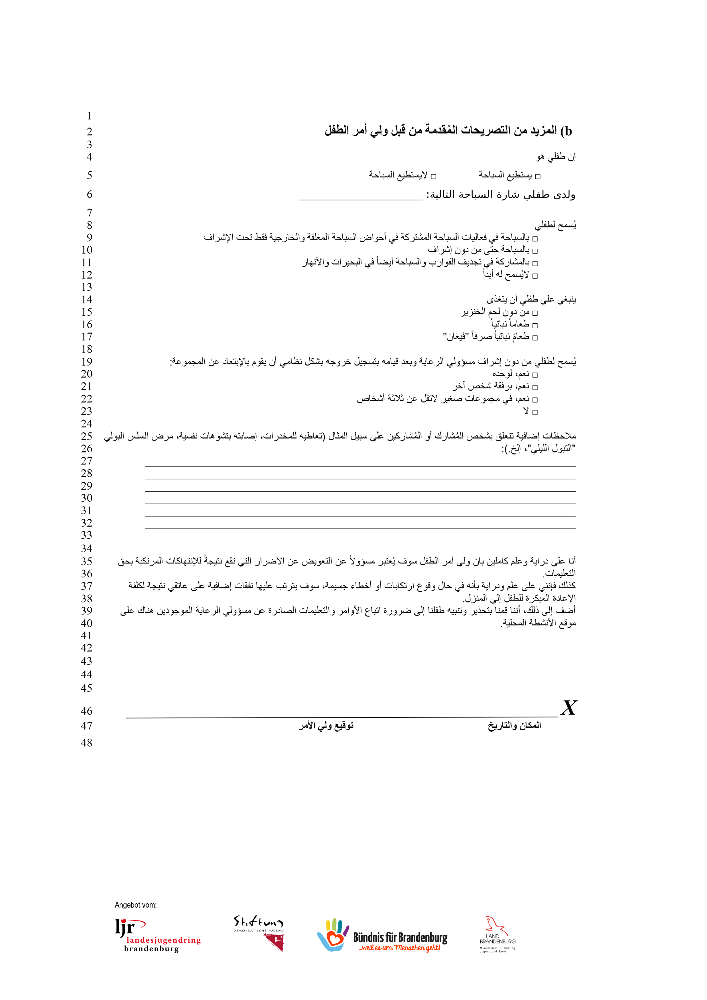 1
2 b) المزيد من التصريحات المُقدمة من قبل ولي أمر الطفل
3
4 إن طفلي هو
5 □ يستطيع السباحة □ لايستطيع السباحة
6 ولدى طفلي شارة السباحة التالية: ______________________
7
8 يُسمح لطفلي
9 □ بالسباحة في فعاليات السباحة المشتركة في أحواض السباحة المغلقة والخارجية فقط تحت الإشراف
10 □ بالسباحة حتى من دون إشراف
11 □ بالمشاركة في تجديف القوارب والسباحة أيضاً في البحيرات والأنهار
12 □ لايُسمح له أبداً
13
14 ينبغي على طفلي أن يتغذى
15 □ من دون لحم الخنزير
16 □ طعاماً نباتياً
17 □ طعامً نباتياً صرفاً "فيغان"
18
19 يُسمح لطفلي من دون إشراف مسؤولي الرعاية وبعد قيامه بتسجيل خروجه بشكل نظامي أن يقوم بالإبتعاد عن المجموعة:
20 □ نعم، لوحده
21 □ نعم، برفقة شخص آخر
22 □ نعم، في مجموعات صغير لاتقل عن ثلاثة أشخاص
23 □ لا
24
25 ملاحظات إضافية تتعلق بشخص المُشارك أو المُشاركين على سبيل المثال (تعاطيه للمخدرات، إصابته بتشوهات نفسية، مرض السلس البولي
26 "التبول الليلي"، إلخ.):
27
28
29
30
31
32
33
34
35 أنا على دراية وعلم كاملين بأن ولي أمر الطفل سوف يُعتبر مسؤولاً عن التعويض عن الأضرار التي تقع نتيجةً للإنتهاكات المرتكبة بحق
36 التعليمات.
37 كذلك فإنني على علم ودراية بأنه في حال وقوع ارتكابات أو أخطاء جسيمة، سوف يترتب عليها نفقات إضافية على عاتقي نتيجة لكلفة
38 الإعادة المبكرة للطفل إلى المنزل.
39 أضف إلى ذلك، أننا قمنا بتحذير وتنبيه طفلنا إلى ضرورة اتباع الأوامر والتعليمات الصادرة عن مسؤولي الرعاية الموجودين هناك على
40 موقع الأنشطة المحلية.
41
42
43
44
45
46 X
47 المكان والتاريخ توقيع ولي الأمر
48
Angebot vom:
ljr
landesjugendring
brandenburg
Stiftung
DEMOKRATISCHE JUGEND
Bündnis für Brandenburg
...weil es um Menschen geht!
LAND
BRANDENBURG
Ministerium für Bildung,
Jugend und Sport